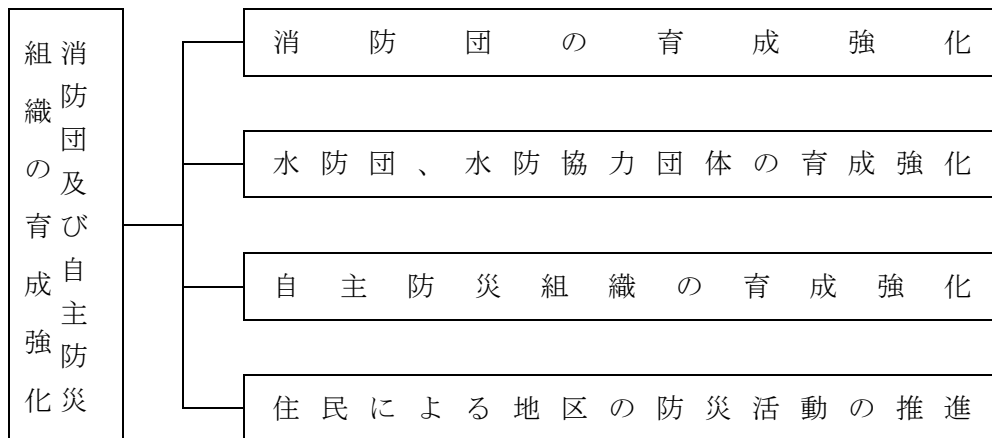 消防団及び自主防災
組織の育成強化
消防団の育成強化
水防団、水防協力団体の育成強化
自主防災組織の育成強化
住民による地区の防災活動の推進